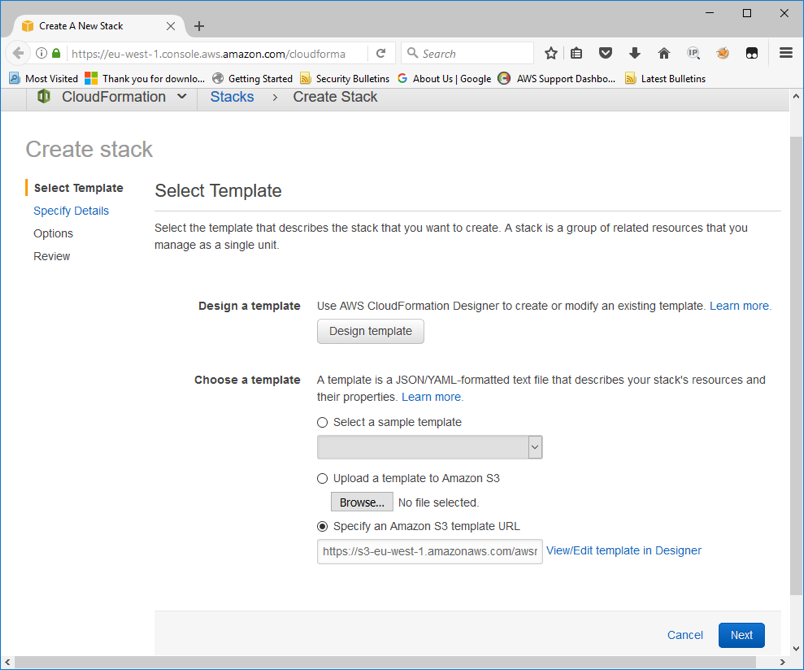 Create A New Stack
https://eu-west-1.console.aws.amazon.com/cloudforma
Search
Most Visited Thank you for downlo... Getting Started Security Bulletins About Us | Google AWS Support Dashbo... Latest Bulletins
CloudFormation Stacks > Create Stack
Create stack
Select Template
Specify Details
Options
Review
Select Template
Select the template that describes the stack that you want to create. A stack is a group of related resources that you
manage as a single unit.
Design a template Use AWS CloudFormation Designer to create or modify an existing template. Learn more.
Design template
Choose a template A template is a JSON/YAML-formatted text file that describes your stack's resources and
their properties. Learn more.
Select a sample template
Upload a template to Amazon S3
Browse... No file selected.
Specify an Amazon S3 template URL
https://s3-eu-west-1.amazonaws.com/awsr View/Edit template in Designer
Cancel Next